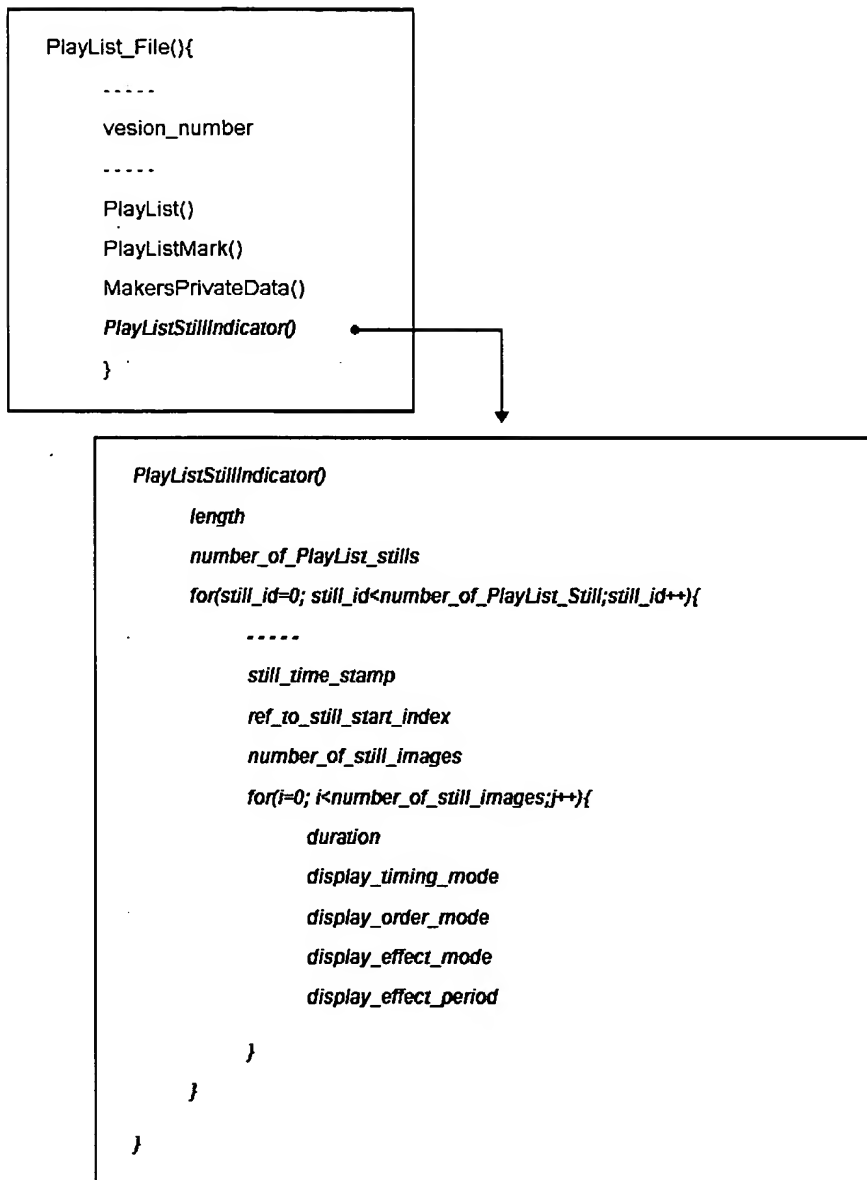 PlayList_File(){
-----
vesion_number
-----
PlayList()
PlayListMark()
MakersPrivateData()
PlayListStillIndicator()
}
PlayListStillIndicator()
length
number_of_PlayList_stills
for(still_id=0; still_id<number_of_PlayList_Still;still_id++){
-----
still_time_stamp
ref_to_still_start_index
number_of_still_images
for(i=0; i<number_of_still_images;j++){
duration
display_timing_mode
display_order_mode
display_effect_mode
display_effect_period
}
}
}